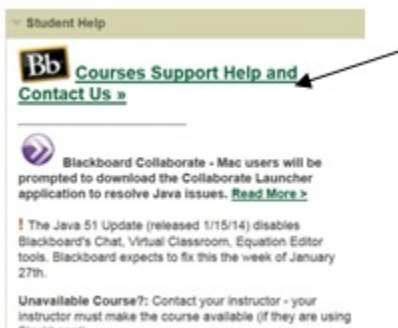 Student Help
Bb Courses Support Help and
Contact Us »
Blackboard Collaborate - Mac users will be
prompted to download the Collaborate Launcher
application to resolve Java issues. Read More >
! The Java 51 Update (released 1/15/14) disables
Blackboard's Chat, Virtual Classroom, Equation Editor
tools. Blackboard expects to fix this the week of January
27th.
Unavailable Course?: Contact your instructor - your
instructor must make the course available (if they are using